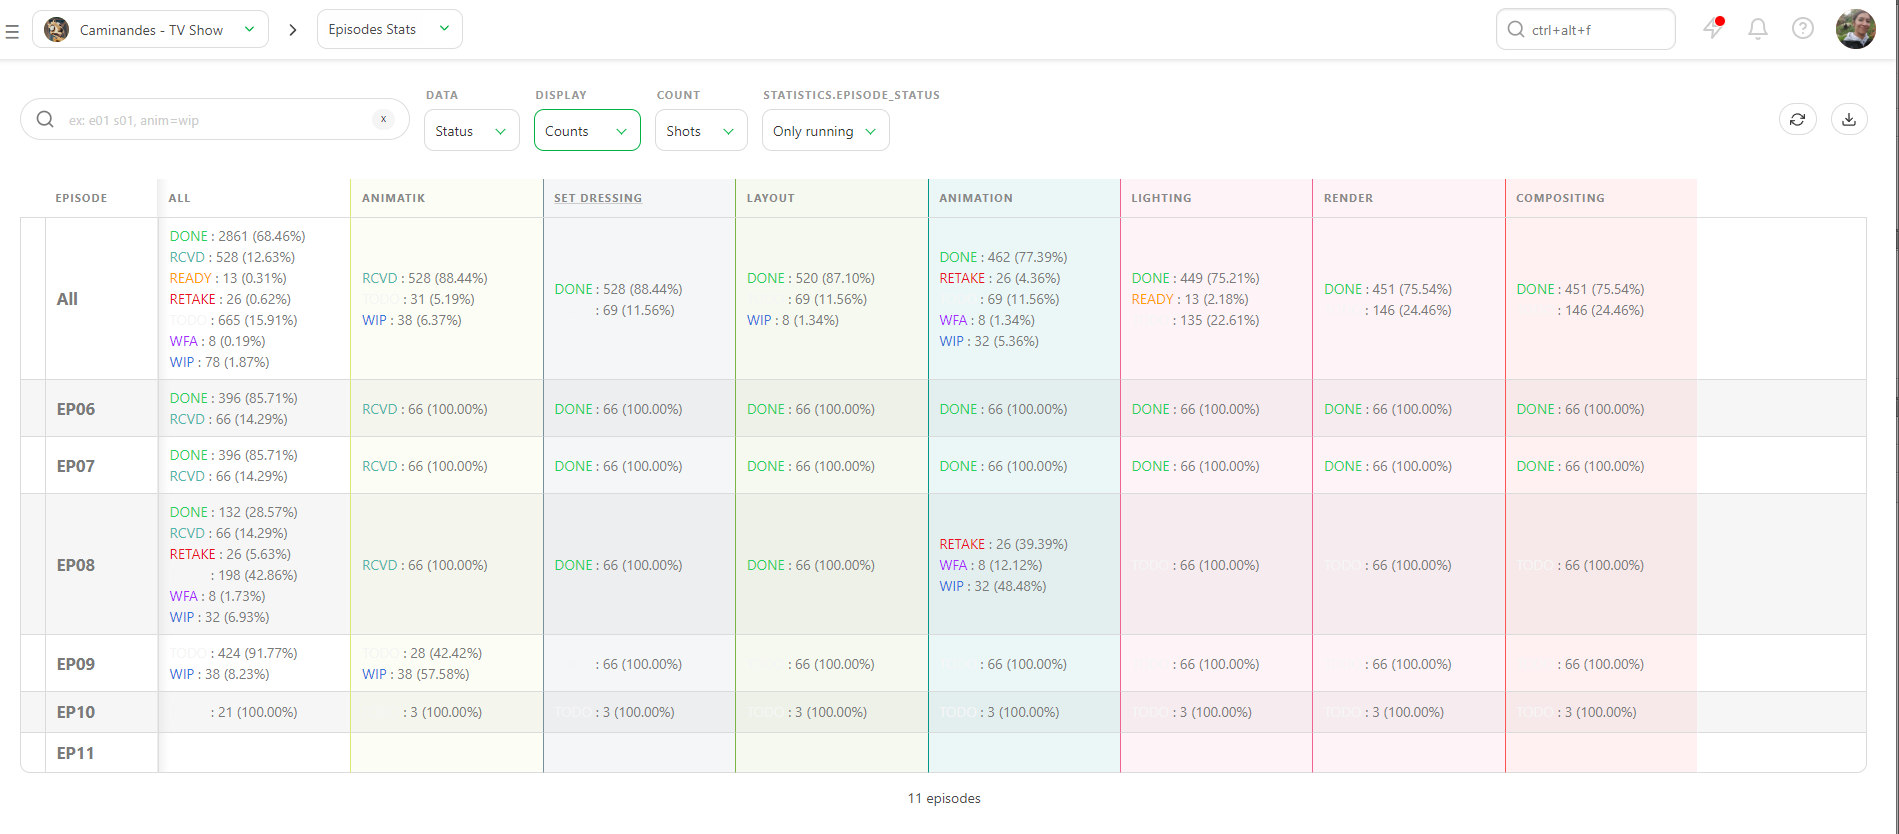 Caminandes - TV Show
Episodes Stats
ctrl+alt+f
ex: e01 s01, anim=wip
x
DATA
Status
DISPLAY
Counts
COUNT
Shots
STATISTICS.EPISODE_STATUS
Only running
EPISODE ALL ANIMATIK SET DRESSING LAYOUT ANIMATION LIGHTING RENDER COMPOSITING
All
DONE : 2861 (68.46%)
RCVD : 528 (12.63%)
READY : 13 (0.31%)
RETAKE : 26 (0.62%)
TODO : 665 (15.91%)
WFA : 8 (0.19%)
WIP : 78 (1.87%)
RCVD : 528 (88.44%)
TODO : 31 (5.19%)
WIP : 38 (6.37%)
DONE : 528 (88.44%)
: 69 (11.56%)
DONE : 520 (87.10%)
: 69 (11.56%)
WIP : 8 (1.34%)
DONE : 462 (77.39%)
RETAKE : 26 (4.36%)
: 69 (11.56%)
WFA : 8 (1.34%)
WIP : 32 (5.36%)
DONE : 449 (75.21%)
READY : 13 (2.18%)
: 135 (22.61%)
DONE : 451 (75.54%)
: 146 (24.46%)
DONE : 451 (75.54%)
: 146 (24.46%)
EP06
DONE : 396 (85.71%)
RCVD : 66 (14.29%)
RCVD : 66 (100.00%)
DONE : 66 (100.00%)
DONE : 66 (100.00%)
DONE : 66 (100.00%)
DONE : 66 (100.00%)
DONE : 66 (100.00%)
DONE : 66 (100.00%)
EP07
DONE : 396 (85.71%)
RCVD : 66 (14.29%)
RCVD : 66 (100.00%)
DONE : 66 (100.00%)
DONE : 66 (100.00%)
DONE : 66 (100.00%)
DONE : 66 (100.00%)
DONE : 66 (100.00%)
DONE : 66 (100.00%)
EP08
DONE : 132 (28.57%)
RCVD : 66 (14.29%)
RETAKE : 26 (5.63%)
: 198 (42.86%)
WFA : 8 (1.73%)
WIP : 32 (6.93%)
RCVD : 66 (100.00%)
DONE : 66 (100.00%)
DONE : 66 (100.00%)
RETAKE : 26 (39.39%)
WFA : 8 (12.12%)
WIP : 32 (48.48%)
TODO : 66 (100.00%)
TODO : 66 (100.00%)
TODO : 66 (100.00%)
EP09
TODO : 424 (91.77%)
WIP : 38 (8.23%)
TODO : 28 (42.42%)
WIP : 38 (57.58%)
: 66 (100.00%)
: 66 (100.00%)
: 66 (100.00%)
: 66 (100.00%)
: 66 (100.00%)
: 66 (100.00%)
EP10
: 21 (100.00%)
: 3 (100.00%)
TODO : 3 (100.00%)
TODO : 3 (100.00%)
TODO : 3 (100.00%)
TODO : 3 (100.00%)
TODO : 3 (100.00%)
TODO : 3 (100.00%)
EP11
11 episodes